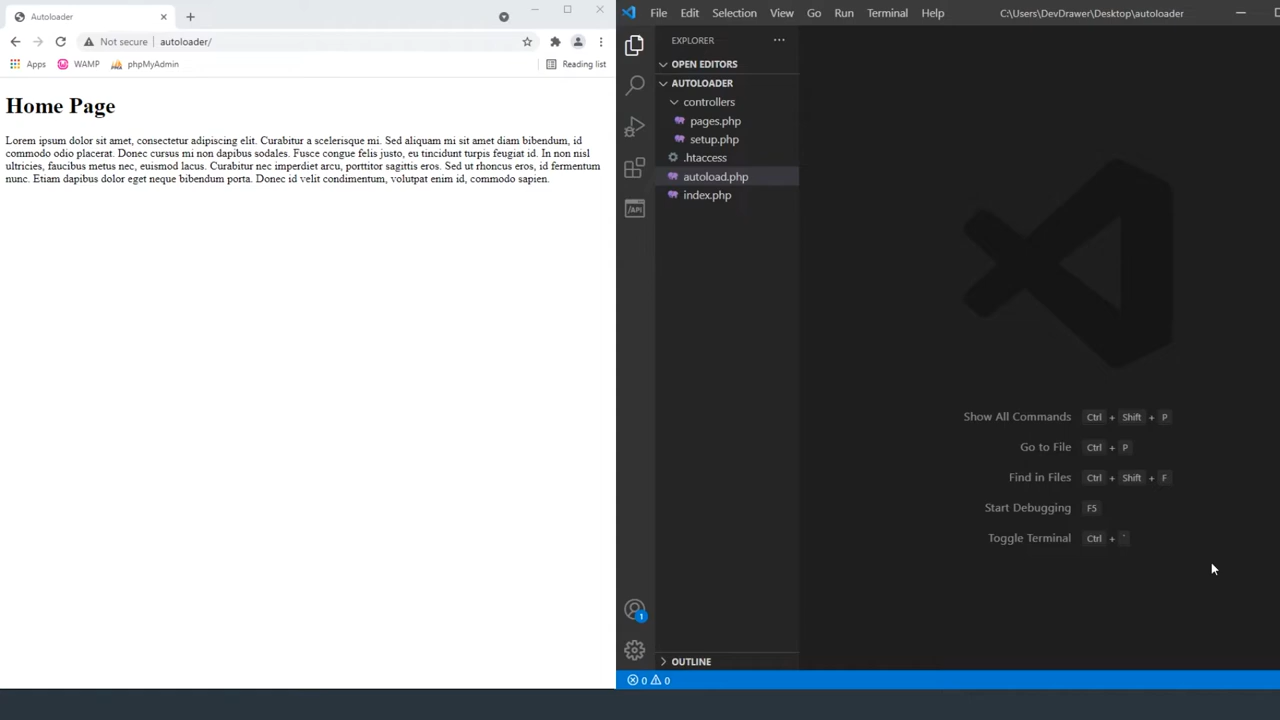 Autoloader
Not secure autoloader/
Apps WAMP phpMyAdmin Reading list
Home Page
Lorem ipsum dolor sit amet, consectetur adipiscing elit. Curabitur a scelerisque mi. Sed aliquam mi sit amet diam bibendum, id
commodo odio placerat. Donec cursus mi non dapibus sodales. Fusce congue felis justo, eu tincidunt turpis feugiat id. In non nisl
ultricies, faucibus metus nec, euismod lacus. Curabitur nec imperdiet arcu, porttitor sagittis eros. Sed ut rhoncus eros, id fermentum
nunc. Etiam dapibus dolor eget neque bibendum porta. Donec id velit condimentum, volutpat enim id, commodo sapien.
File Edit Selection View Go Run Terminal Help C:\Users\DevDrawer\Desktop\autoloader
EXPLORER
OPEN EDITORS
AUTOLOADER
controllers
pages.php
setup.php
.htaccess
autoload.php
index.php
/API
Show All Commands Ctrl + Shift + P
Go to File Ctrl + P
Find in Files Ctrl + Shift + F
Start Debugging F5
Toggle Terminal Ctrl + `
1
OUTLINE
0 0